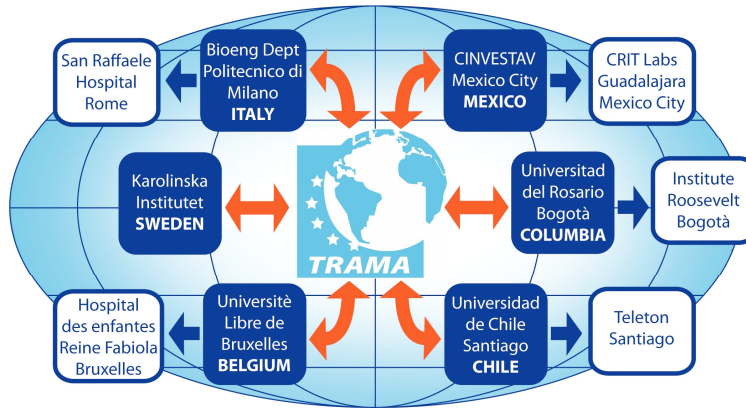 San Raffaele
Hospital
Rome
Bioeng Dept
Politecnico di
Milano
ITALY
CINVESTAV
Mexico City
MEXICO
CRIT Labs
Guadalajara
Mexico City
Karolinska
Institutet
SWEDEN
TRAMA
Universitad
del Rosario
Bogotà
COLUMBIA
Institute
Roosevelt
Bogotà
Hospital
des enfantes
Reine Fabiola
Bruxelles
Universitè
Libre de
Bruxelles
BELGIUM
Universidad
de Chile
Santiago
CHILE
Teleton
Santiago